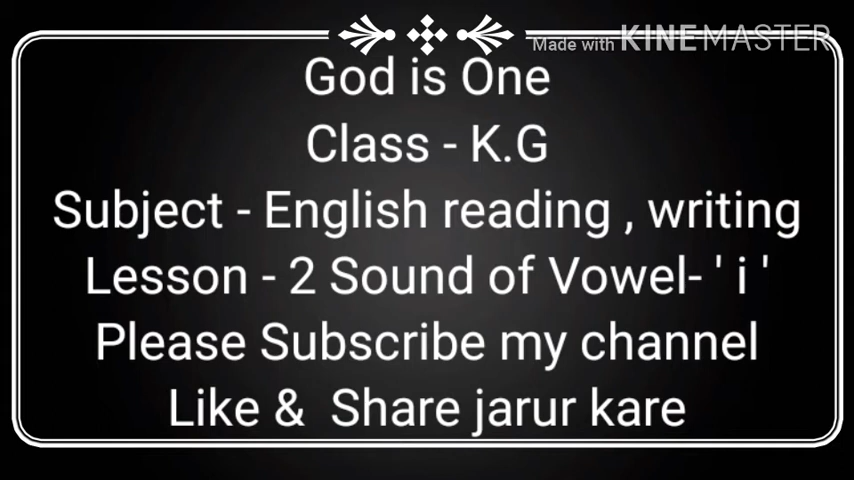 Made with KINEMASTER
God is One
Class - K.G
Subject - English reading , writing
Lesson - 2 Sound of Vowel- ' i '
Please Subscribe my channel
Like &  Share jarur kare